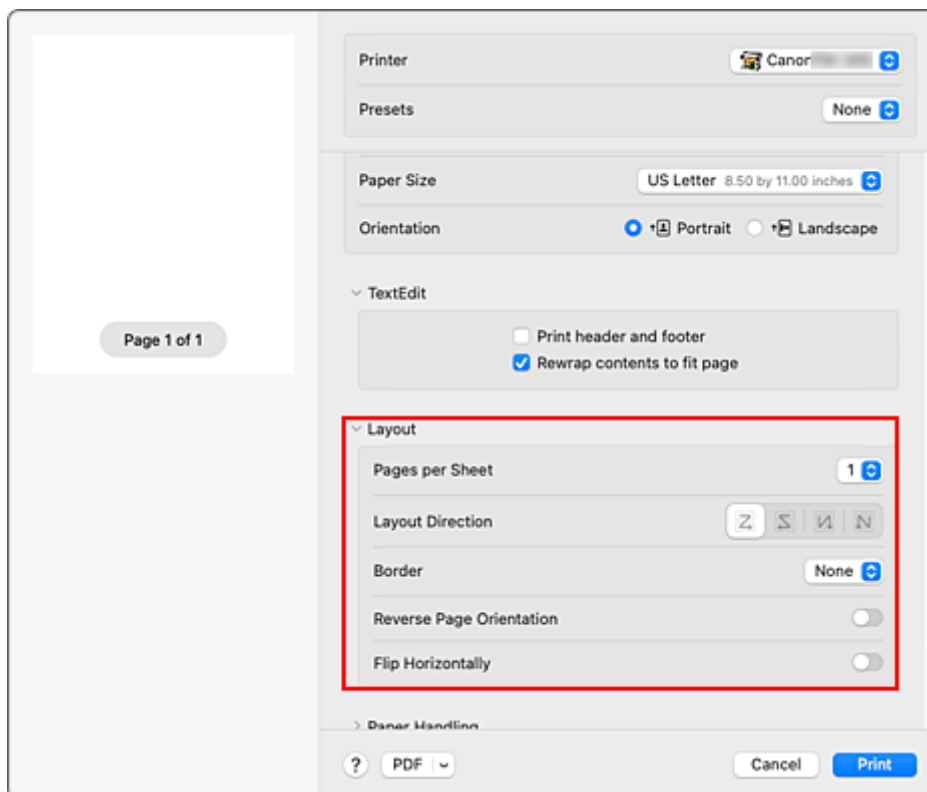 Page 1 of 1
Printer Canon
Presets None
Paper Size US Letter 8.50 by 11.00 inches
Orientation Portrait Landscape
TextEdit
Print header and footer
Rewrap contents to fit page
Layout
Pages per Sheet 1
Layout Direction
Border None
Reverse Page Orientation
Flip Horizontally
Paper Handling
? PDF Cancel Print